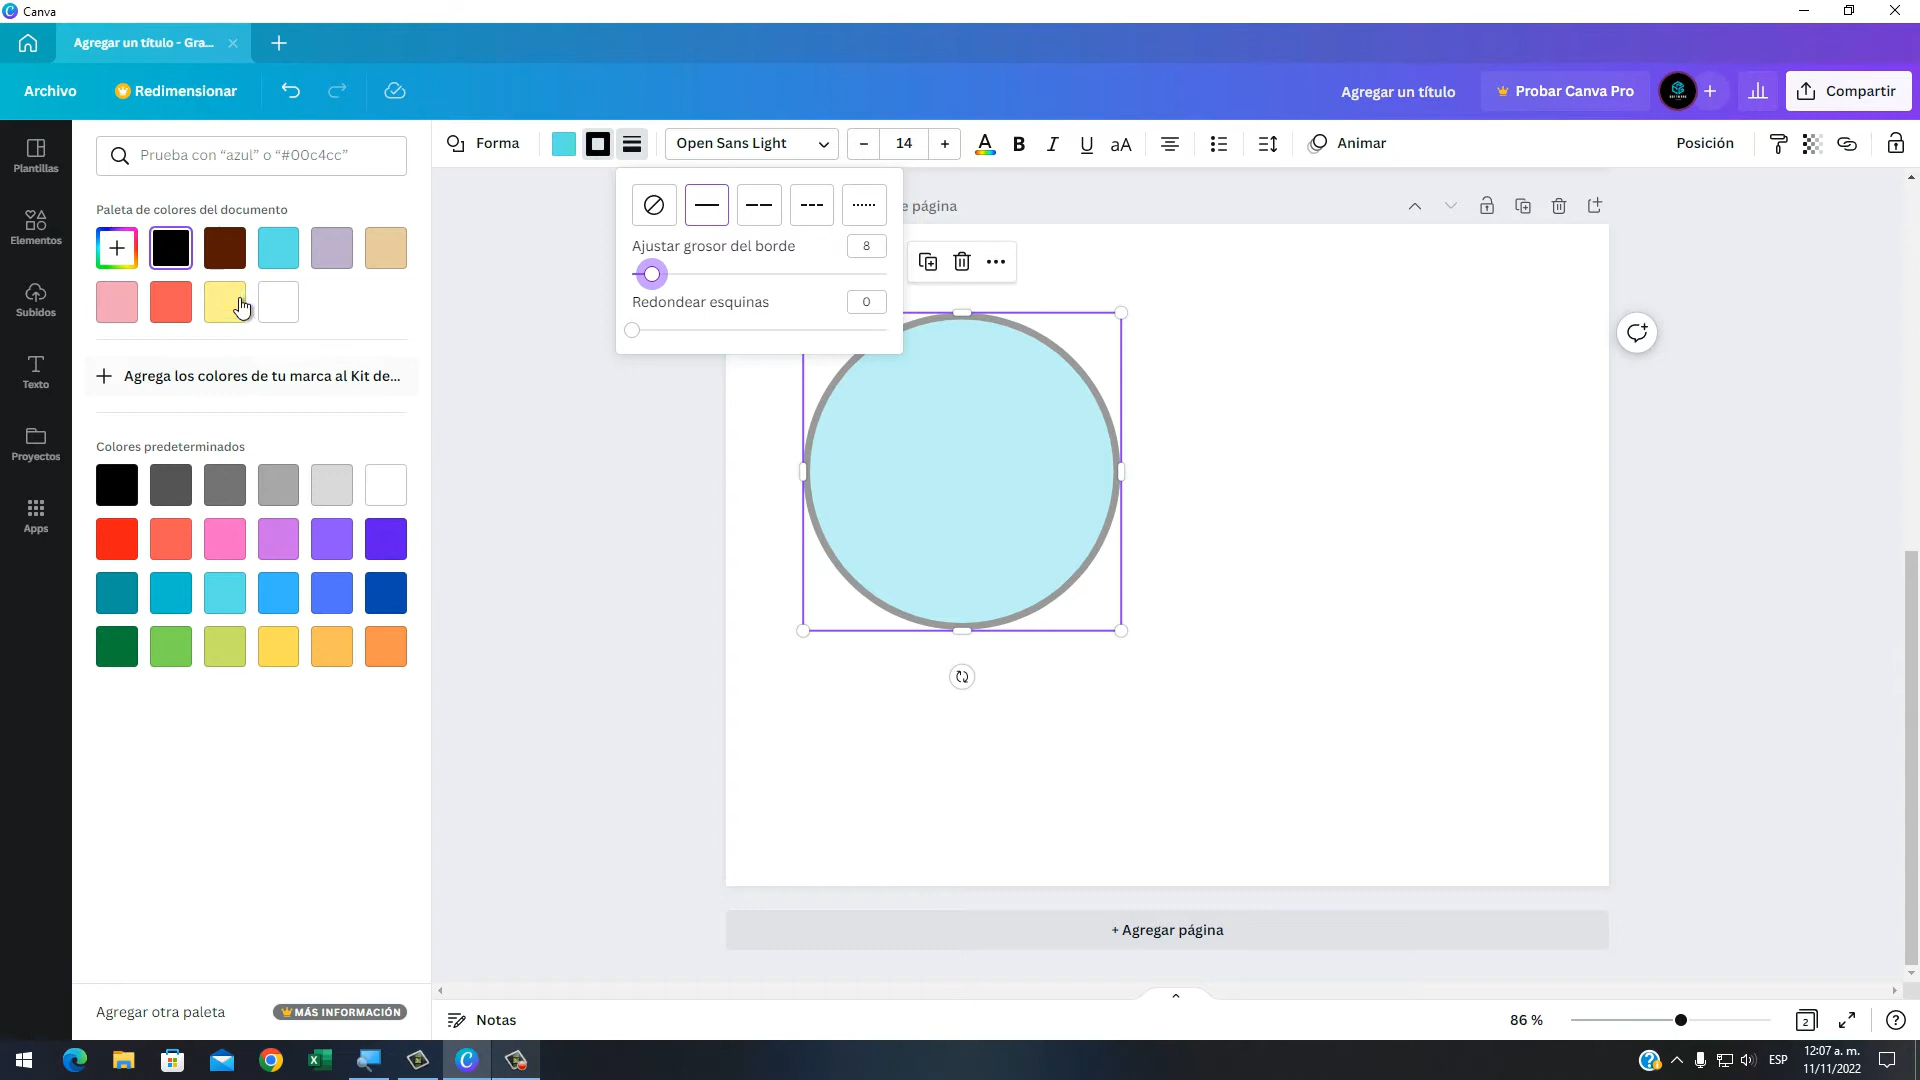 Canva
Agregar un título - Gra...
Archivo
Redimensionar
Agregar un título
Probar Canva Pro
Compartir
Plantillas
Elementos
Subidos
Texto
Proyectos
Apps
Prueba con “azul” o “#00c4cc”
Paleta de colores del documento
Agrega los colores de tu marca al Kit de...
Colores predeterminados
Agregar otra paleta
MÁS INFORMACIÓN
Forma
Open Sans Light
14
A
B
I
U
aA
Animar
Posición
Ajustar grosor del borde
8
Redondear esquinas
0
e página
+ Agregar página
Notas
86 %
2
ESP
12:07 a. m.
11/11/2022